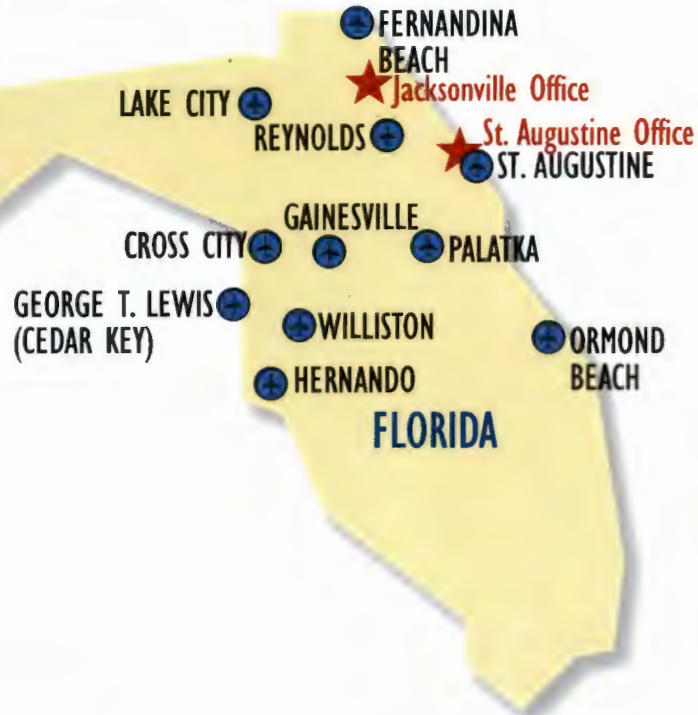 FERNANDINA
BEACH
Jacksonville Office
LAKE CITY
REYNOLDS
St. Augustine Office
ST. AUGUSTINE
GAINESVILLE
CROSS CITY
PALATKA
GEORGE T. LEWIS
(CEDAR KEY)
WILLISTON
ORMOND
BEACH
HERNANDO
FLORIDA